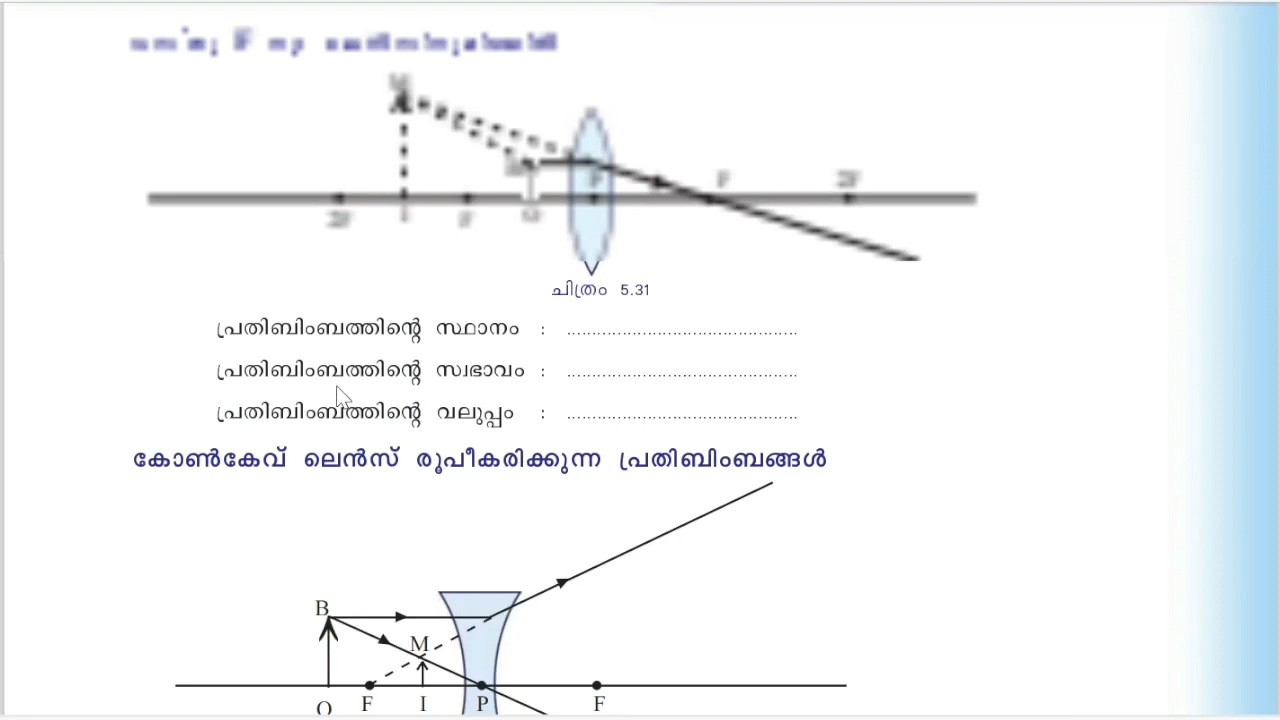 ചിത്രം 5.31
പ്രതിബിംബത്തിന്റെ സ്ഥാനം : ..............................................
പ്രതിബിംബത്തിന്റെ സ്വഭാവം : ..............................................
പ്രതിബിംബത്തിന്റെ വലുപ്പം : ..............................................
കോൺകേവ് ലെൻസ് രൂപീകരിക്കുന്ന പ്രതിബിംബങ്ങൾ
B
M
O F I P F